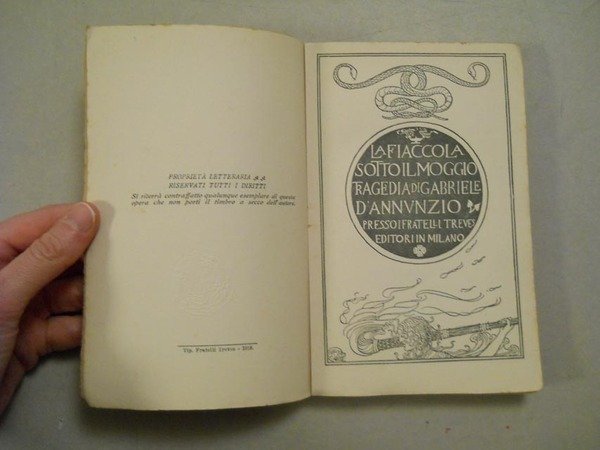 PROPRIETÀ LETTERARIA
RISERVATI TUTTI I DIRITTI
Si riterrà contraffatto qualunque esemplare di questa
opera che non porti il timbro a secco dell'autore.
Tip. Fratelli Treves -
LA FIACCOLA
SOTTO IL MOGGIO
TRAGEDIA DI GABRIELE
D'ANNVNZIO
PRESSO I FRATELLI TREVES
EDITORI IN MILANO